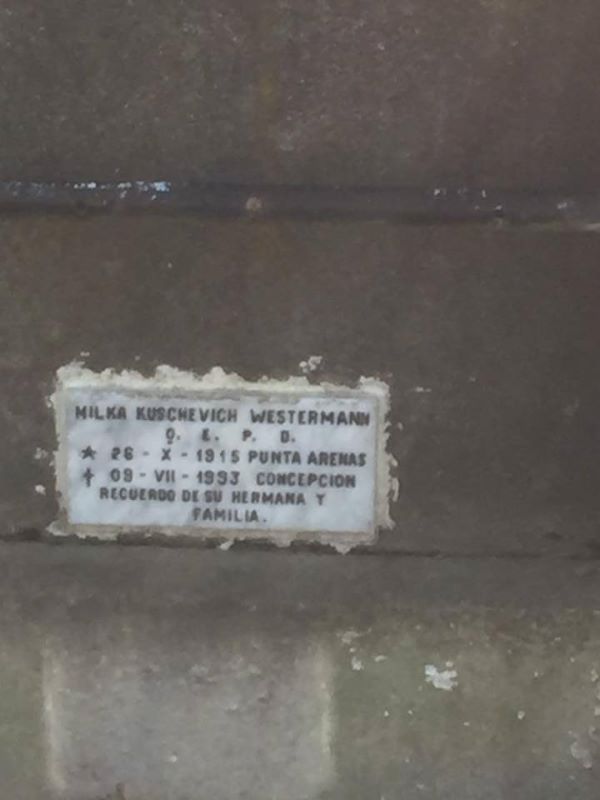 MILKA KUSCHEVICH WESTERMANN
Q. E. P. D.
★ 26 - X - 1915 PUNTA ARENAS
✝ 09 - VII - 1993 CONCEPCION
RECUERDO DE SU HERMANA Y
FAMILIA.